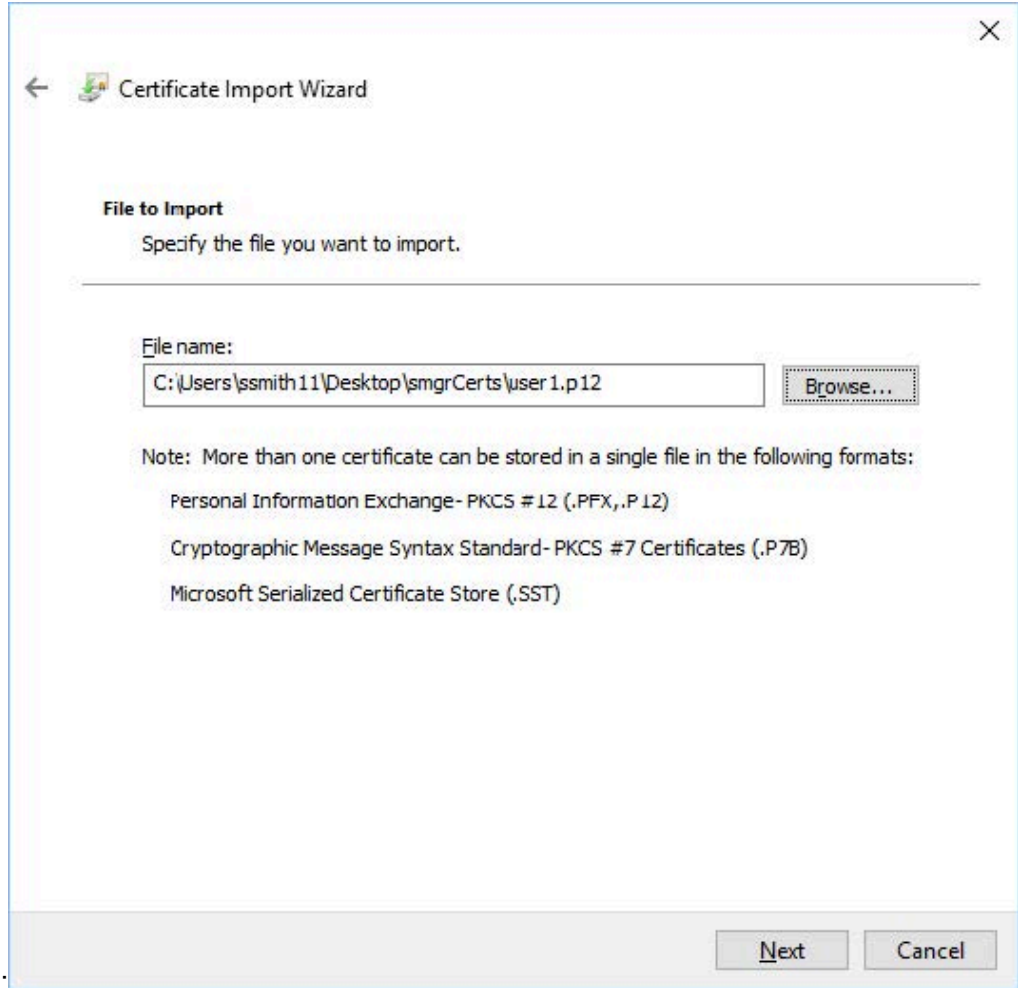 Certificate Import Wizard
File to Import
Specify the file you want to import.
File name:
C:\Users\ssmith11\Desktop\smgrCerts\user1.p12
Browse...
Note: More than one certificate can be stored in a single file in the following formats:
Personal Information Exchange- PKCS #12 (.PFX,.P12)
Cryptographic Message Syntax Standard- PKCS #7 Certificates (.P7B)
Microsoft Serialized Certificate Store (.SST)
Next
Cancel
.